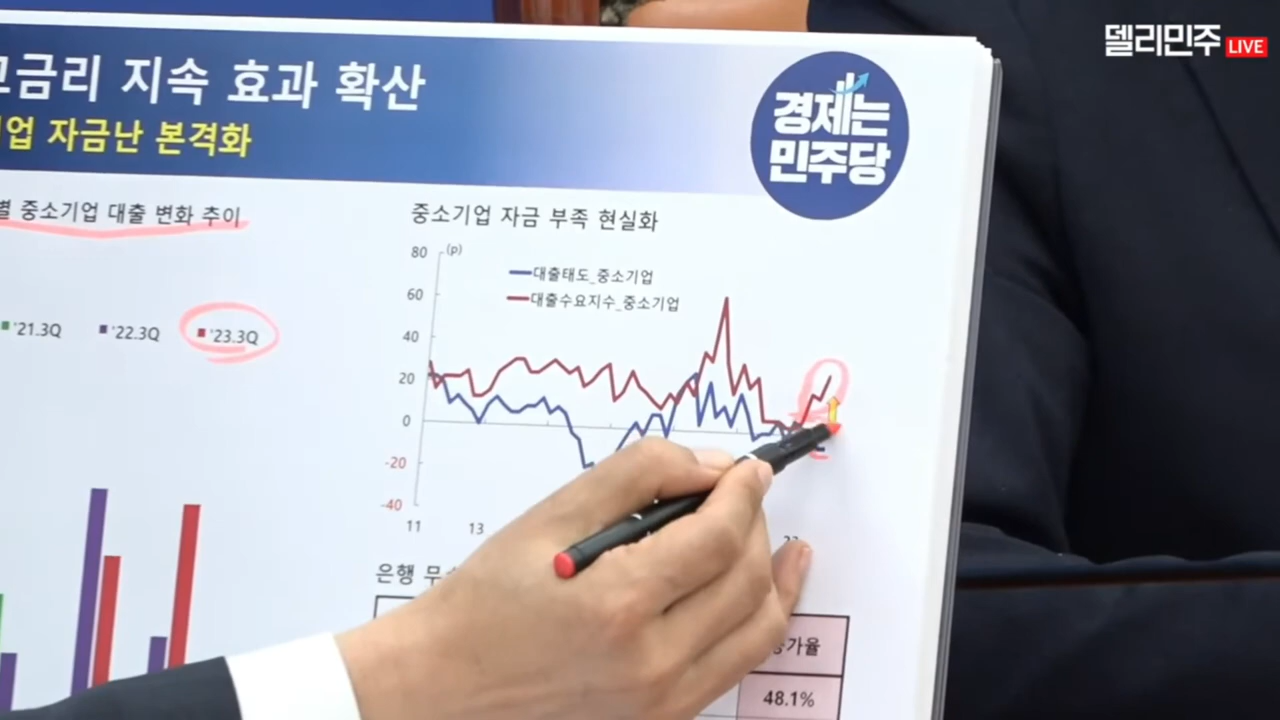 델리민주 LIVE
고금리 지속 효과 확산
업 자금난 본격화
경제는
민주당
별 중소기업 대출 변화 추이
'21.3Q
'22.3Q
'23.3Q
중소기업 자금 부족 현실화
(p)
대출태도_중소기업
대출수요지수_중소기업
80
60
40
20
0
-20
-40
11
13
은행
가율
48.1%